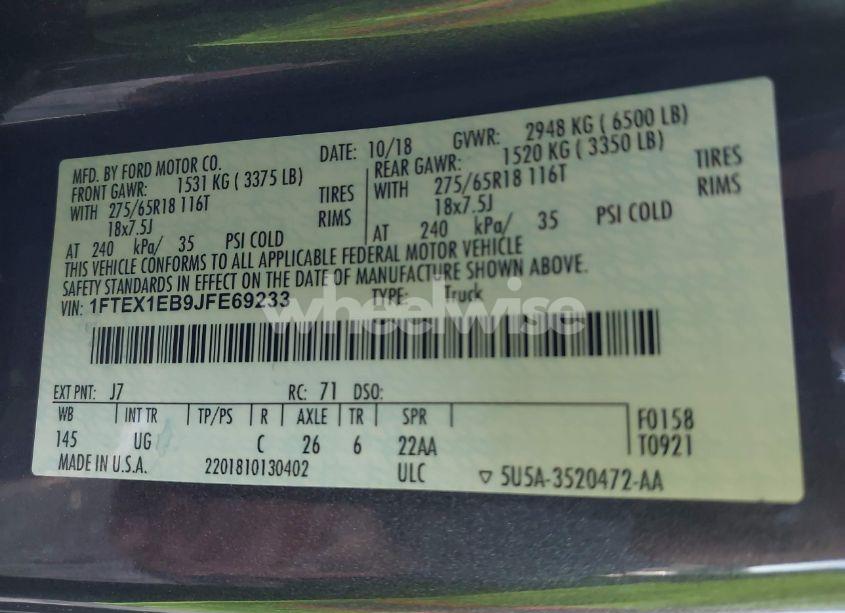 MFD. BY FORD MOTOR CO. DATE: 10/18 GVWR: 2948 KG ( 6500 LB)
FRONT GAWR: 1531 KG ( 3375 LB) REAR GAWR: 1520 KG ( 3350 LB)
WITH 275/65R18 116T TIRES WITH 275/65R18 116T TIRES
18x7.5J RIMS 18x7.5J RIMS
AT 240 kPa/ 35 PSI COLD AT 240 kPa/ 35 PSI COLD
THIS VEHICLE CONFORMS TO ALL APPLICABLE FEDERAL MOTOR VEHICLE
SAFETY STANDARDS IN EFFECT ON THE DATE OF MANUFACTURE SHOWN ABOVE.
VIN: 1FTEX1EB9JFE69233 TYPE: Truck
wheelwise
EXT PNT: J7 RC: 71 DSO:
WB INT TR TP/PS R AXLE TR SPR F0158
145 UG C 26 6 22AA T0921
MADE IN U.S.A. 2201810130402 ULC ▽ 5U5A-3520472-AA